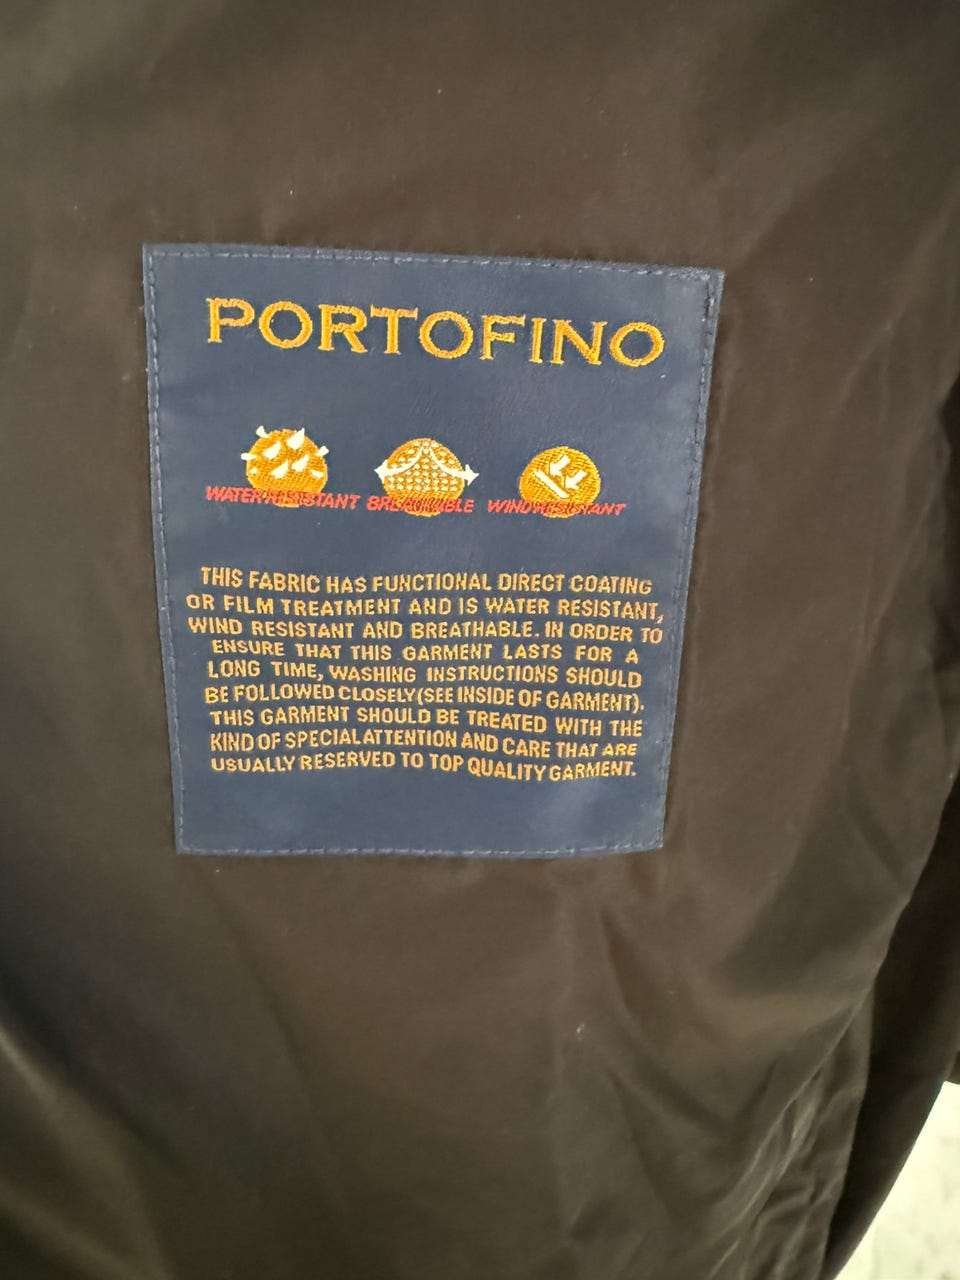 PORTOFINO
WATER RESISTANT BREATHABLE WIND RESISTANT
THIS FABRIC HAS FUNCTIONAL DIRECT COATING
OR FILM TREATMENT AND IS WATER RESISTANT,
WIND RESISTANT AND BREATHABLE. IN ORDER TO
ENSURE THAT THIS GARMENT LASTS FOR A
LONG TIME, WASHING INSTRUCTIONS SHOULD
BE FOLLOWED CLOSELY (SEE INSIDE OF GARMENT).
THIS GARMENT SHOULD BE TREATED WITH THE
KIND OF SPECIAL ATTENTION AND CARE THAT ARE
USUALLY RESERVED TO TOP QUALITY GARMENT.